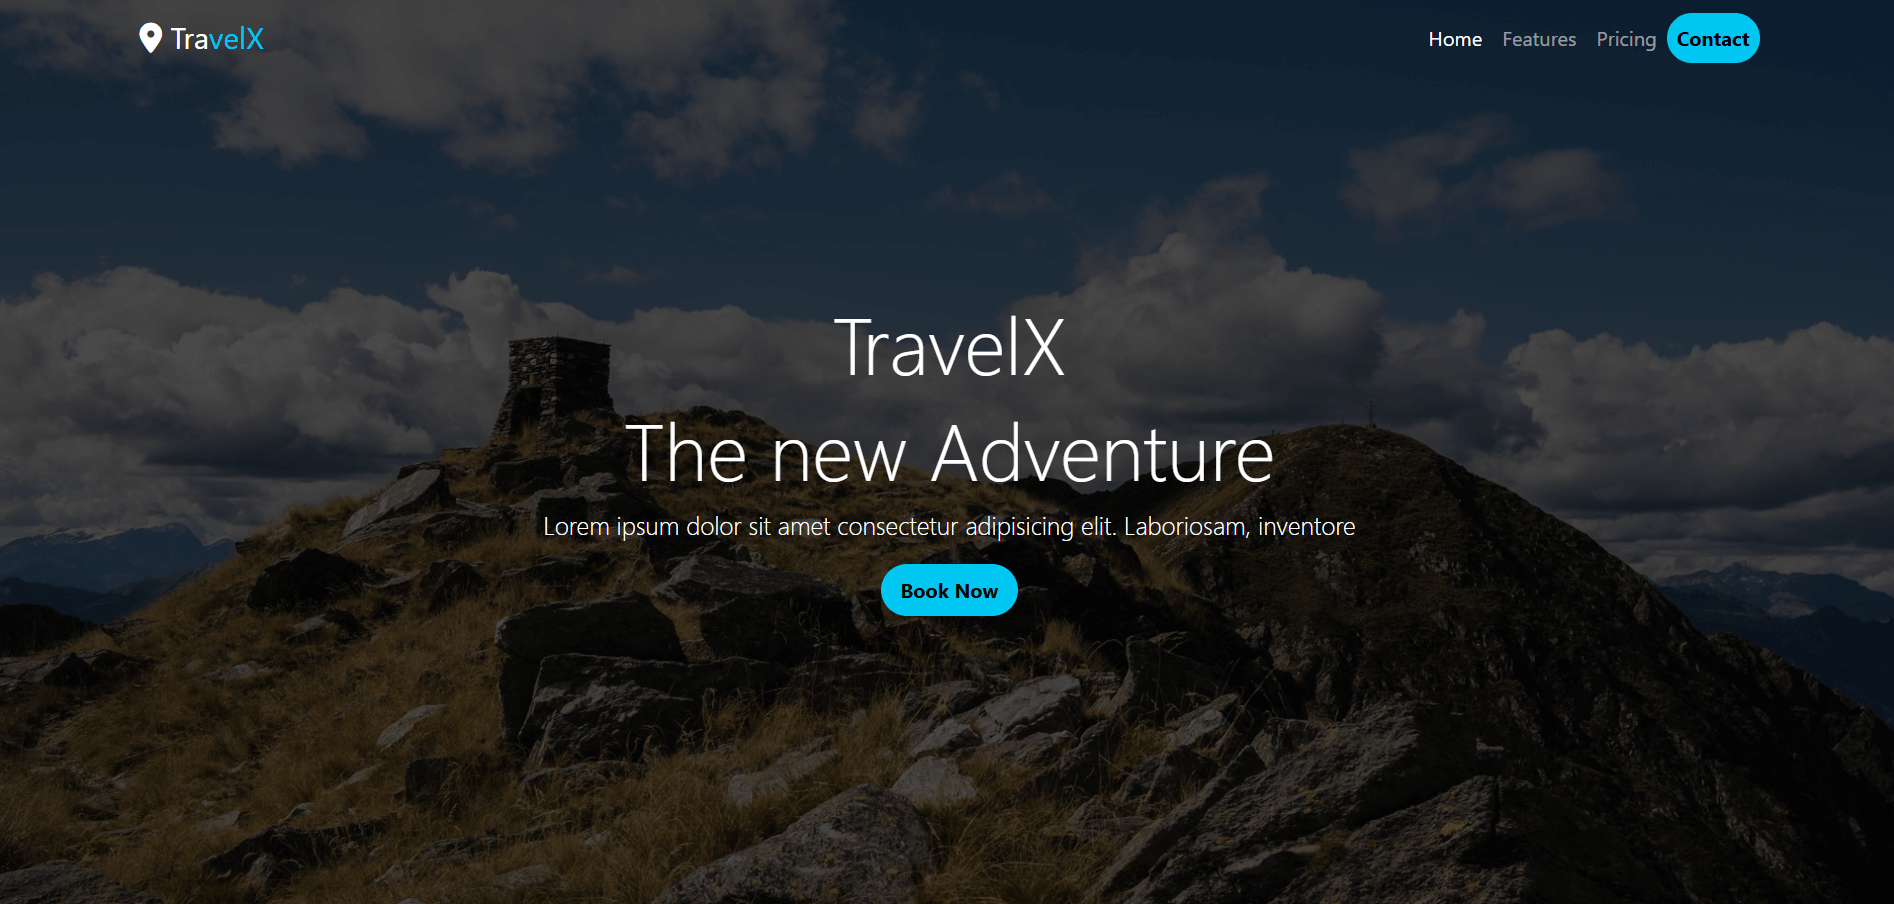 TravelX
Home Features Pricing Contact
TravelX
The new Adventure
Lorem ipsum dolor sit amet consectetur adipisicing elit. Laboriosam, inventore
Book Now